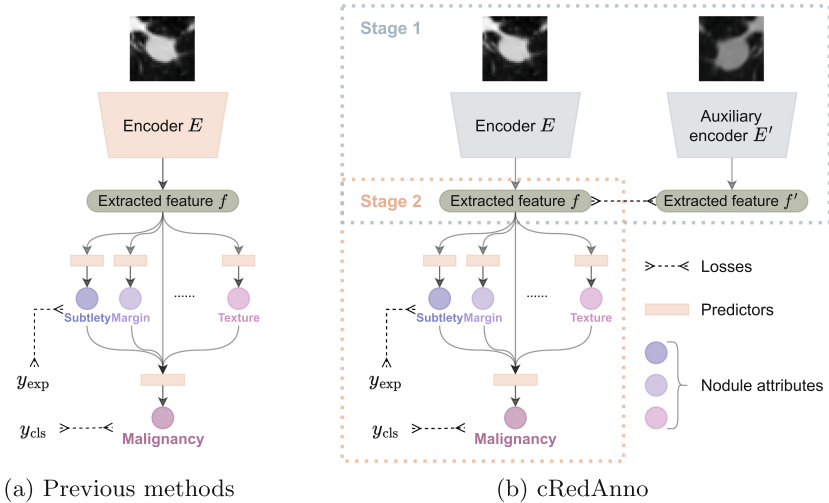 Encoder E
Extracted feature f
Subtlety
Margin
......
Texture
y_exp
y_cls
Malignancy
(a) Previous methods
Stage 1
Encoder E
Auxiliary
encoder E′
Stage 2
Extracted feature f
Extracted feature f′
Subtlety
Margin
......
Texture
y_exp
y_cls
Malignancy
Losses
Predictors
Nodule attributes
(b) cRedAnno